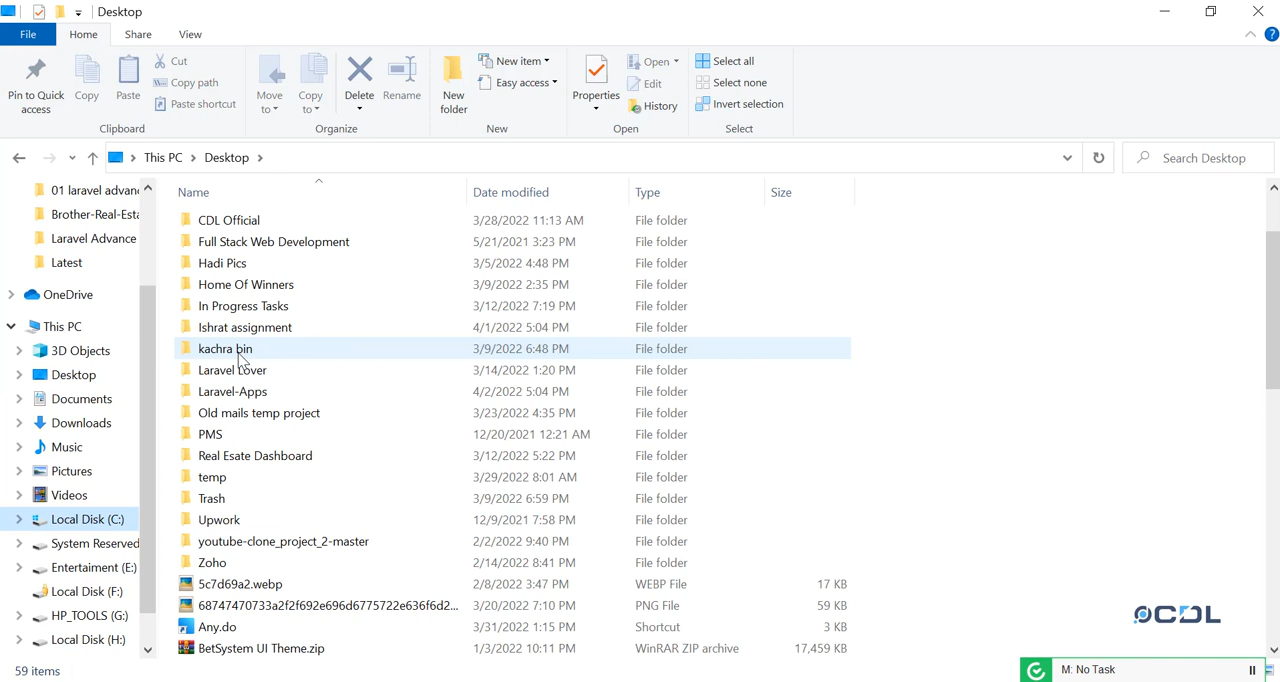 Desktop
File Home Share View
Pin to Quick access
Copy
Paste
Cut
Copy path
Paste shortcut
Clipboard
Move to
Copy to
Delete
Rename
Organize
New folder
New item
Easy access
New
Properties
Open
Edit
History
Open
Select all
Select none
Invert selection
Select
This PC > Desktop >
Search Desktop
01 laravel advanc
Brother-Real-Esta
Laravel Advance
Latest
OneDrive
This PC
3D Objects
Desktop
Documents
Downloads
Music
Pictures
Videos
Local Disk (C:)
System Reserved
Entertaiment (E:)
Local Disk (F:)
HP_TOOLS (G:)
Local Disk (H:)
Name Date modified Type Size
CDL Official 3/28/2022 11:13 AM File folder
Full Stack Web Development 5/21/2021 3:23 PM File folder
Hadi Pics 3/5/2022 4:48 PM File folder
Home Of Winners 3/9/2022 2:35 PM File folder
In Progress Tasks 3/12/2022 7:19 PM File folder
Ishrat assignment 4/1/2022 5:04 PM File folder
kachra bin 3/9/2022 6:48 PM File folder
Laravel Lover 3/14/2022 1:20 PM File folder
Laravel-Apps 4/2/2022 5:04 PM File folder
Old mails temp project 3/23/2022 4:35 PM File folder
PMS 12/20/2021 12:21 AM File folder
Real Esate Dashboard 3/12/2022 5:22 PM File folder
temp 3/29/2022 8:01 AM File folder
Trash 3/9/2022 6:59 PM File folder
Upwork 12/9/2021 7:58 PM File folder
youtube-clone_project_2-master 2/2/2022 9:40 PM File folder
Zoho 2/14/2022 8:41 PM File folder
5c7d69a2.webp 2/8/2022 3:47 PM WEBP File 17 KB
68747470733a2f2f692e696d6775722e636f6d2... 3/20/2022 7:10 PM PNG File 59 KB
Any.do 3/31/2022 1:15 PM Shortcut 3 KB
BetSystem UI Theme.zip 1/3/2022 10:11 PM WinRAR ZIP archive 17,459 KB
CDL
59 items
M: No Task